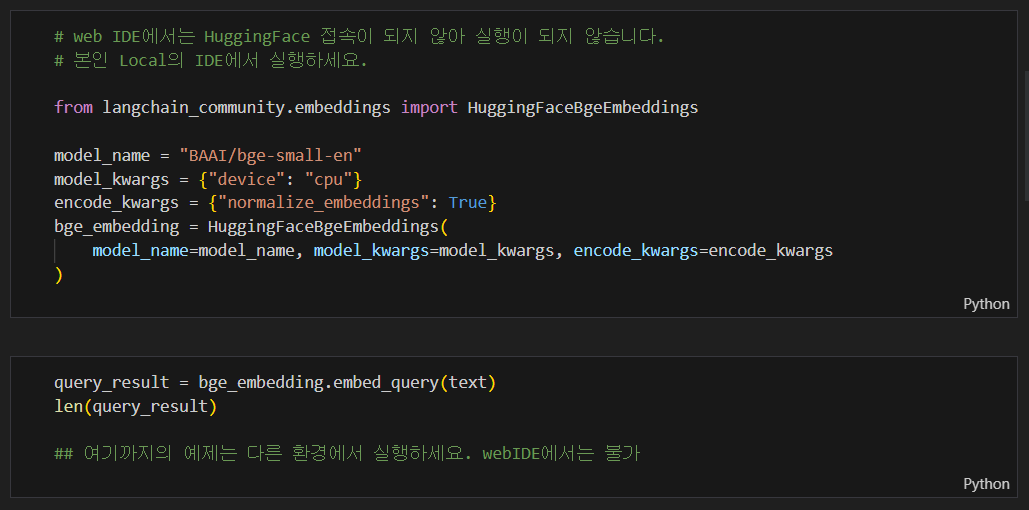 # web IDE에서는 HuggingFace 접속이 되지 않아 실행이 되지 않습니다.
# 본인 Local의 IDE에서 실행하세요.
from langchain_community.embeddings import HuggingFaceBgeEmbeddings
model_name = "BAAI/bge-small-en"
model_kwargs = {"device": "cpu"}
encode_kwargs = {"normalize_embeddings": True}
bge_embedding = HuggingFaceBgeEmbeddings(
    model_name=model_name, model_kwargs=model_kwargs, encode_kwargs=encode_kwargs
)
Python
query_result = bge_embedding.embed_query(text)
len(query_result)
## 여기까지의 예제는 다른 환경에서 실행하세요. webIDE에서는 불가
Python